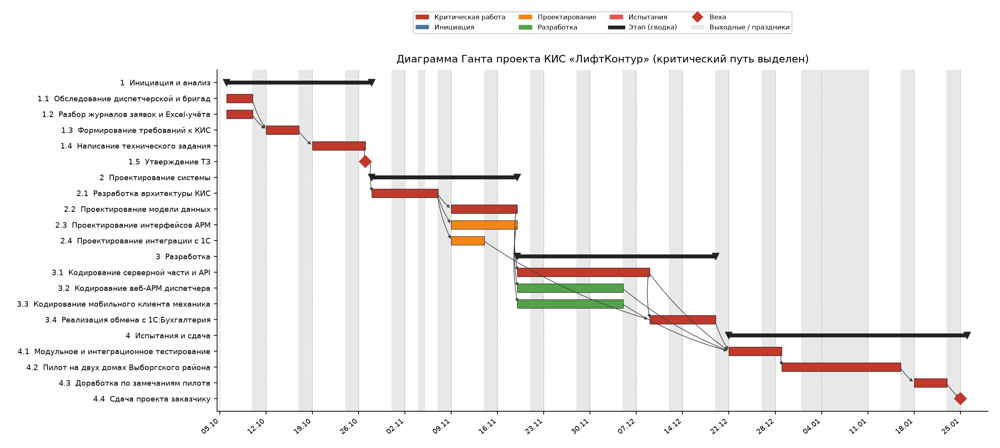 Критическая работа
Инициация
Проектирование
Разработка
Испытания
Этап (сводка)
Веха
Выходные / праздники
Диаграмма Ганта проекта КИС «ЛифтКонтур» (критический путь выделен)
1 Инициация и анализ
1.1 Обследование диспетчерской и бригад
1.2 Разбор журналов заявок и Excel-учёта
1.3 Формирование требований к КИС
1.4 Написание технического задания
1.5 Утверждение ТЗ
2 Проектирование системы
2.1 Разработка архитектуры КИС
2.2 Проектирование модели данных
2.3 Проектирование интерфейсов АРМ
2.4 Проектирование интеграции с 1С
3 Разработка
3.1 Кодирование серверной части и API
3.2 Кодирование веб-АРМ диспетчера
3.3 Кодирование мобильного клиента механика
3.4 Реализация обмена с 1С:Бухгалтерия
4 Испытания и сдача
4.1 Модульное и интеграционное тестирование
4.2 Пилот на двух домах Выборгского района
4.3 Доработка по замечаниям пилота
4.4 Сдача проекта заказчику
05.10 12.10 19.10 26.10 02.11 09.11 16.11 23.11 30.11 07.12 14.12 21.12 28.12 04.01 11.01 18.01 25.01